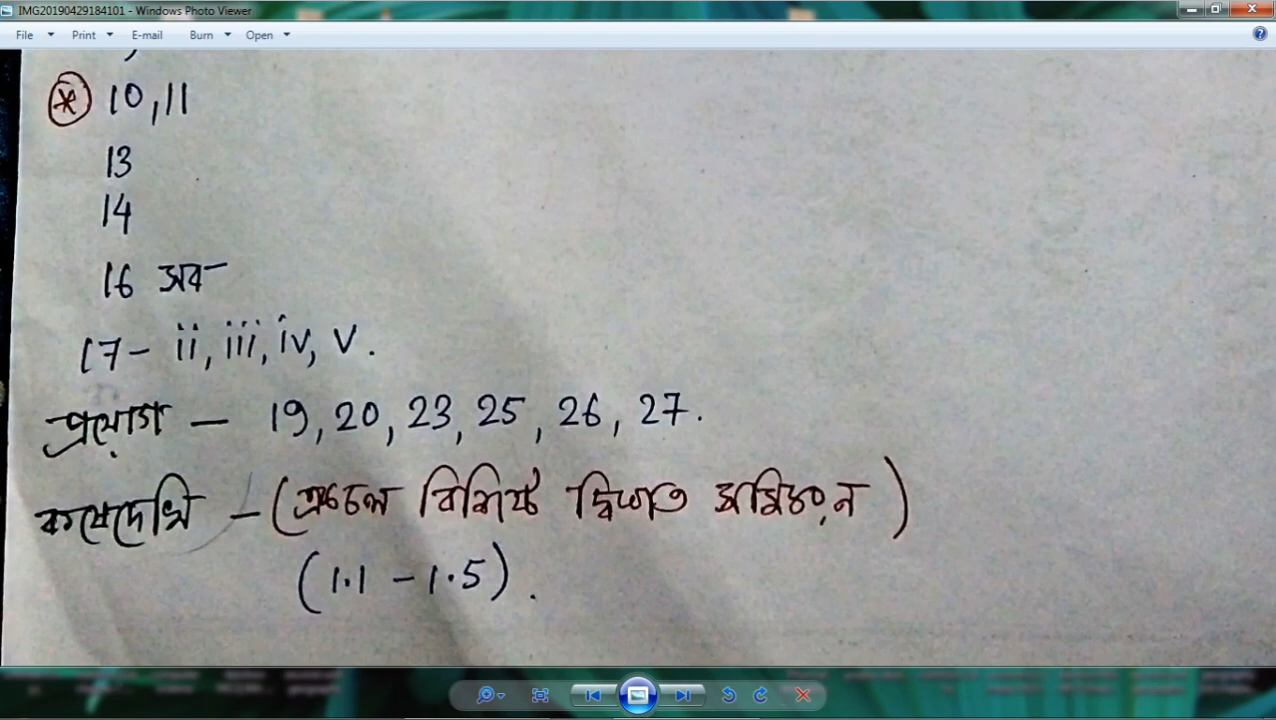 IMG20190429184101 - Windows Photo Viewer
File Print E-mail Burn Open
* 10, 11
13
14
16 সব
17 - ii, iii, iv, v.
প্রয়োগ — 19, 20, 23, 25, 26, 27.
কষেদেখি - (একচল বিশিষ্ট দ্বিঘাত সমিকরন)
(1.1 - 1.5).